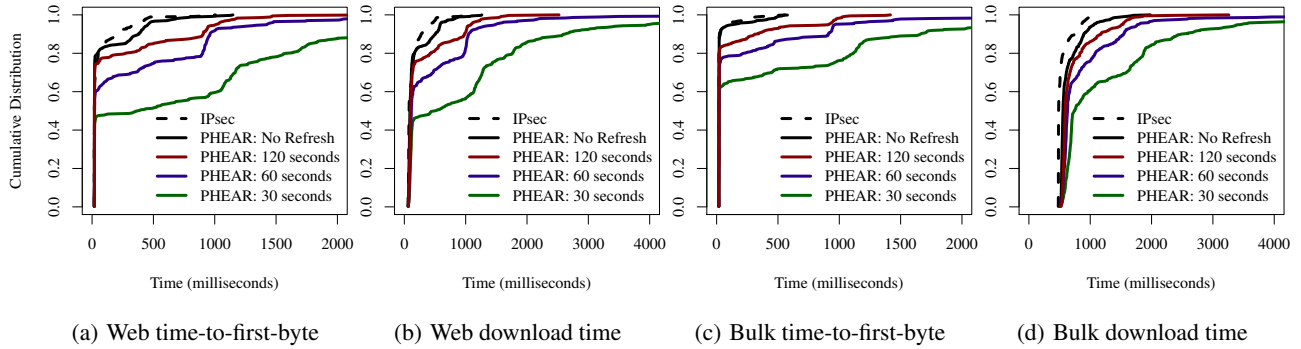 Cumulative Distribution
0.0 0.2 0.4 0.6 0.8 1.0
IPsec
PHEAR: No Refresh
PHEAR: 120 seconds
PHEAR: 60 seconds
PHEAR: 30 seconds
0 500 1000 1500 2000
Time (milliseconds)
(a) Web time-to-first-byte
0.0 0.2 0.4 0.6 0.8 1.0
IPsec
PHEAR: No Refresh
PHEAR: 120 seconds
PHEAR: 60 seconds
PHEAR: 30 seconds
0 1000 2000 3000 4000
Time (milliseconds)
(b) Web download time
0.0 0.2 0.4 0.6 0.8 1.0
IPsec
PHEAR: No Refresh
PHEAR: 120 seconds
PHEAR: 60 seconds
PHEAR: 30 seconds
0 500 1000 1500 2000
Time (milliseconds)
(c) Bulk time-to-first-byte
0.0 0.2 0.4 0.6 0.8 1.0
IPsec
PHEAR: No Refresh
PHEAR: 120 seconds
PHEAR: 60 seconds
PHEAR: 30 seconds
0 1000 2000 3000 4000
Time (milliseconds)
(d) Bulk download time